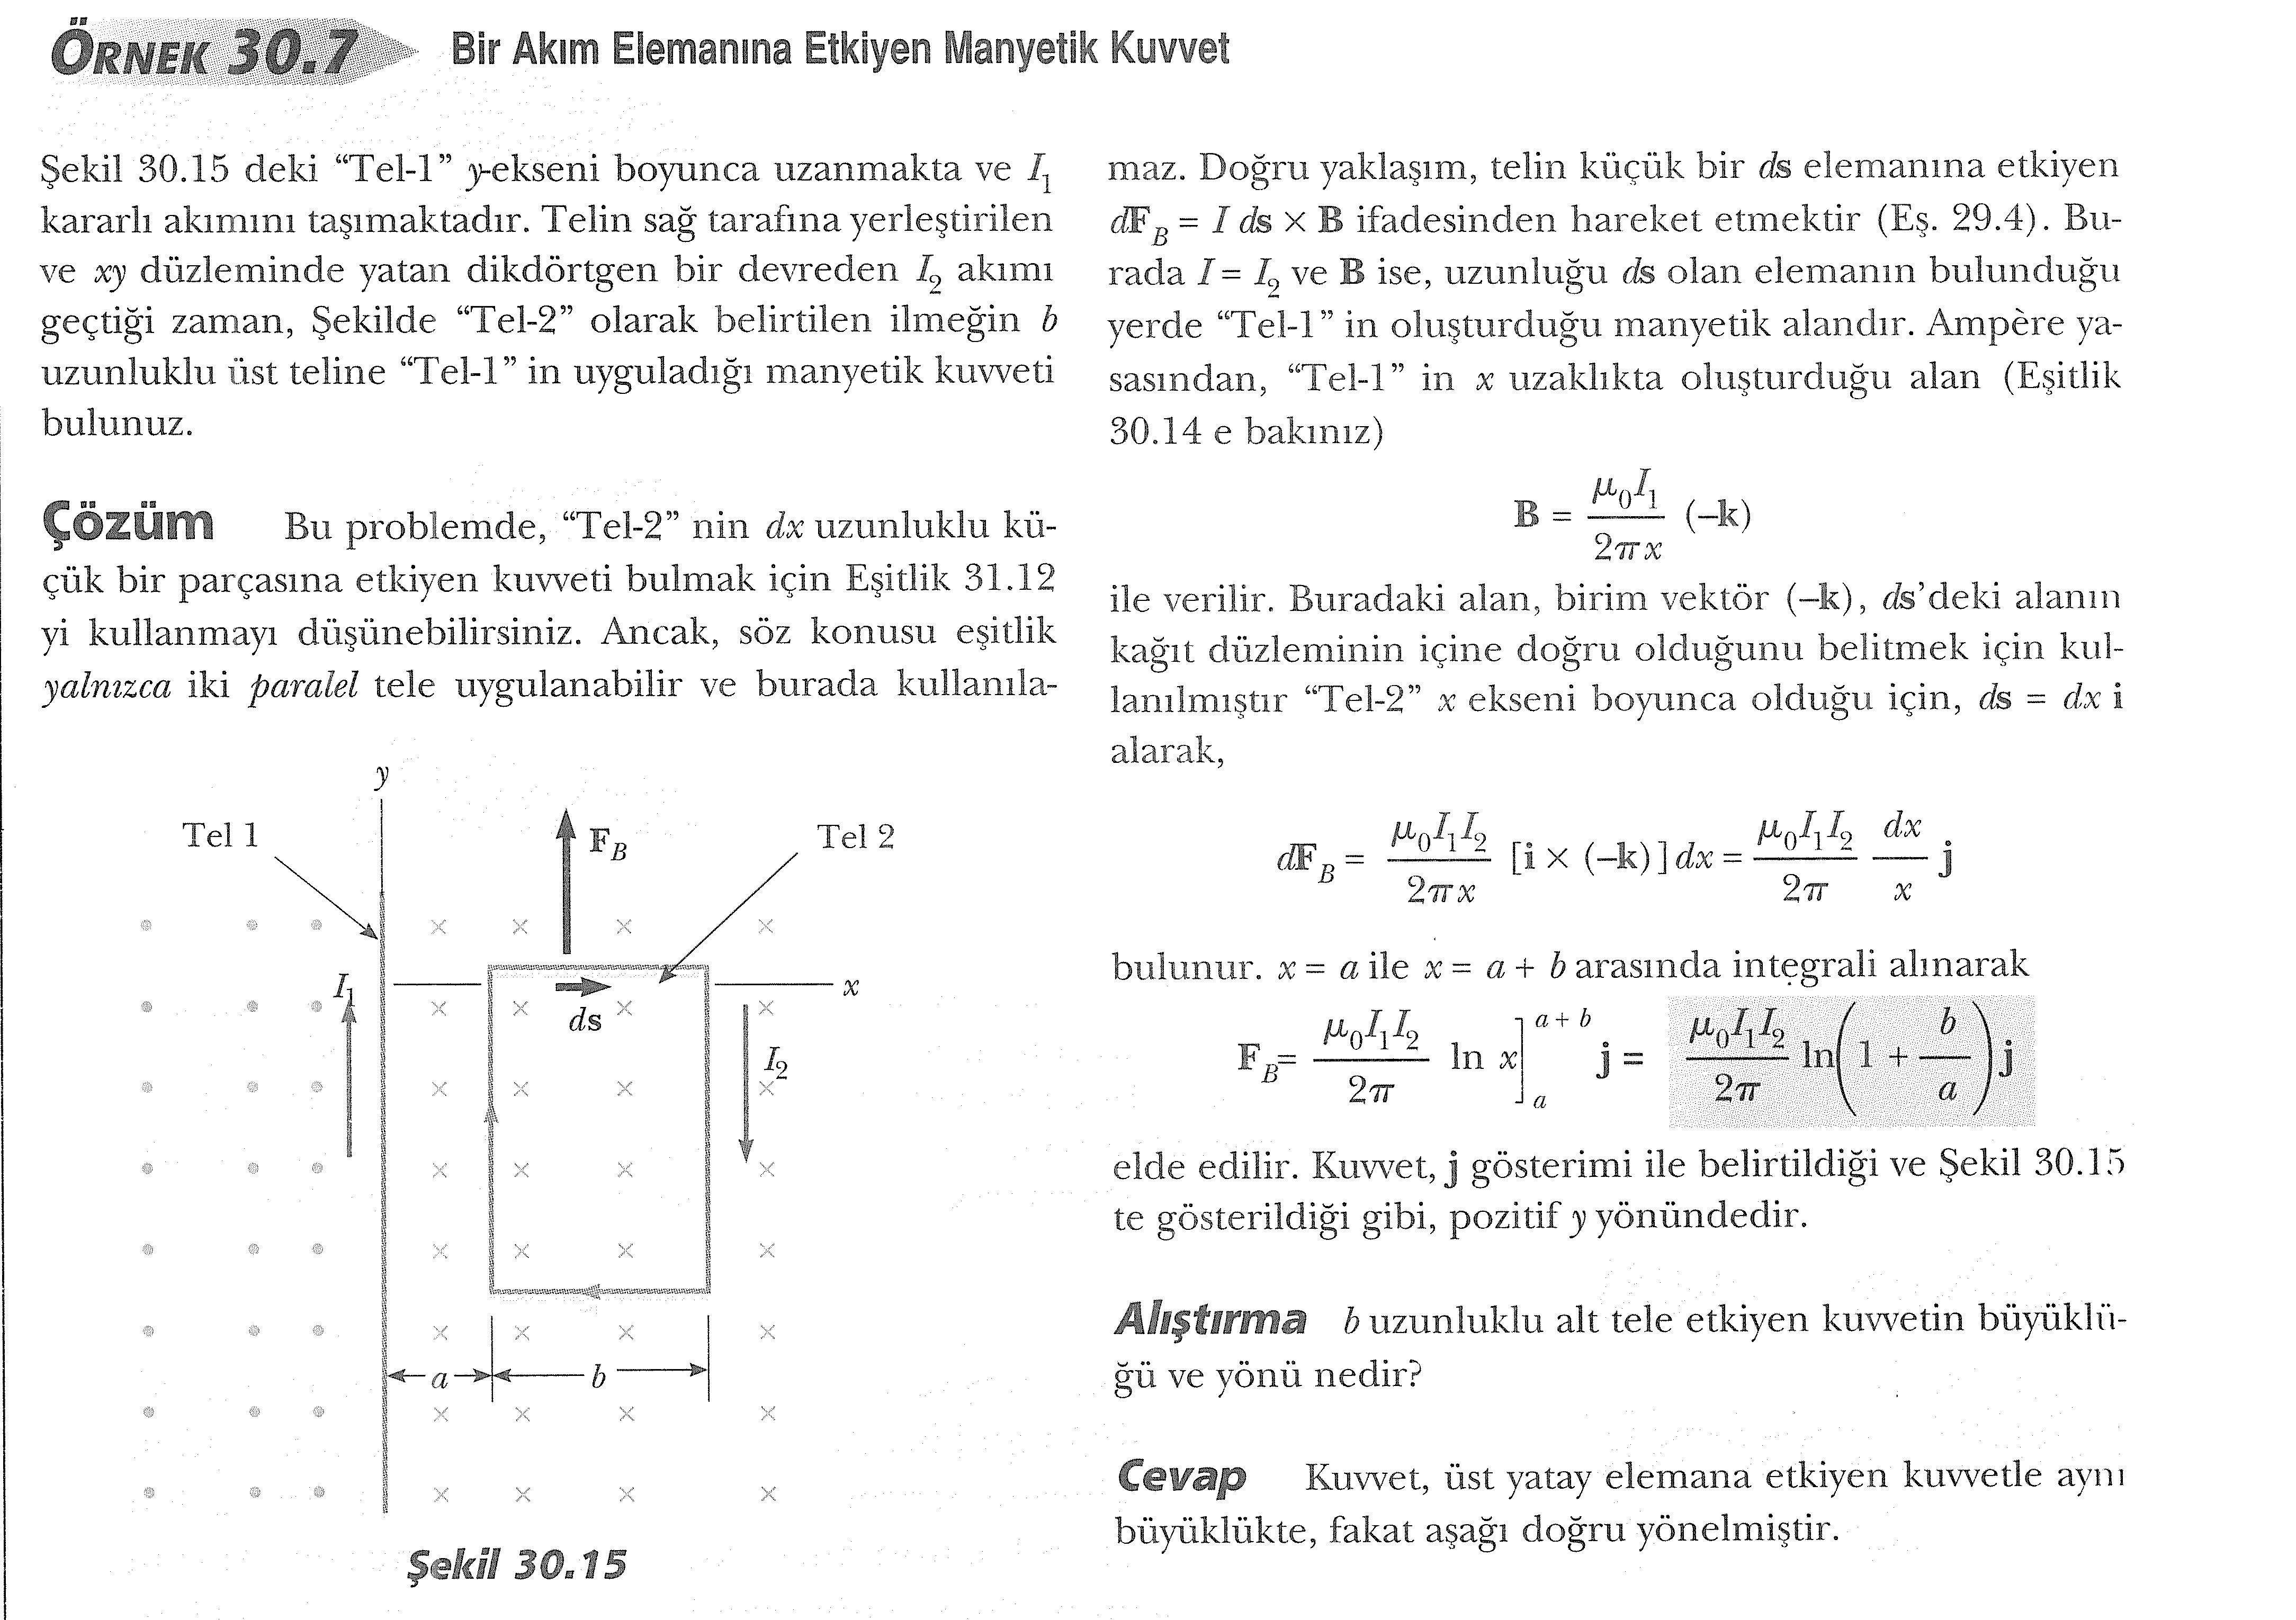 ÖRNEK 30.7 Bir Akım Elemanına Etkiyen Manyetik Kuvvet
Şekil 30.15 deki “Tel-1” y-ekseni boyunca uzanmakta ve I₁
kararlı akımını taşımaktadır. Telin sağ tarafına yerleştirilen
ve xy düzleminde yatan dikdörtgen bir devreden I₂ akımı
geçtiği zaman, Şekilde “Tel-2” olarak belirtilen ilmeğin b
uzunluklu üst teline “Tel-1” in uyguladığı manyetik kuvveti
bulunuz.
Çözüm Bu problemde, “Tel-2” nin dx uzunluklu kü-
çük bir parçasına etkiyen kuvveti bulmak için Eşitlik 31.12
yi kullanmayı düşünebilirsiniz. Ancak, söz konusu eşitlik
yalnızca iki paralel tele uygulanabilir ve burada kullanıla-
y
Tel 1
F_B
Tel 2
I₁
x
ds
I₂
a
b
Şekil 30.15
maz. Doğru yaklaşım, telin küçük bir ds elemanına etkiyen
dF_B = I ds × B ifadesinden hareket etmektir (Eş. 29.4). Bu-
rada I = I₂ ve B ise, uzunluğu ds olan elemanın bulunduğu
yerde “Tel-1” in oluşturduğu manyetik alandır. Ampère ya-
sasından, “Tel-1” in x uzaklıkta oluşturduğu alan (Eşitlik
30.14 e bakınız)
B = μ₀I₁ / 2πx (–k)
ile verilir. Buradaki alan, birim vektör (–k), ds’deki alanın
kağıt düzleminin içine doğru olduğunu belitmek için kul-
lanılmıştır “Tel-2” x ekseni boyunca olduğu için, ds = dx i
alarak,
dF_B = μ₀I₁I₂ / 2πx [i × (–k)] dx = μ₀I₁I₂ / 2π dx / x j
bulunur. x = a ile x = a + b arasında integrali alınarak
F_B = μ₀I₁I₂ / 2π ln x]ₐᵃ⁺ᵇ j = μ₀I₁I₂ / 2π ln(1 + b / a) j
elde edilir. Kuvvet, j gösterimi ile belirtildiği ve Şekil 30.15
te gösterildiği gibi, pozitif y yönündedir.
Alıştırma b uzunluklu alt tele etkiyen kuvvetin büyüklü-
ğü ve yönü nedir?
Cevap Kuvvet, üst yatay elemana etkiyen kuvvetle aynı
büyüklükte, fakat aşağı doğru yönelmiştir.